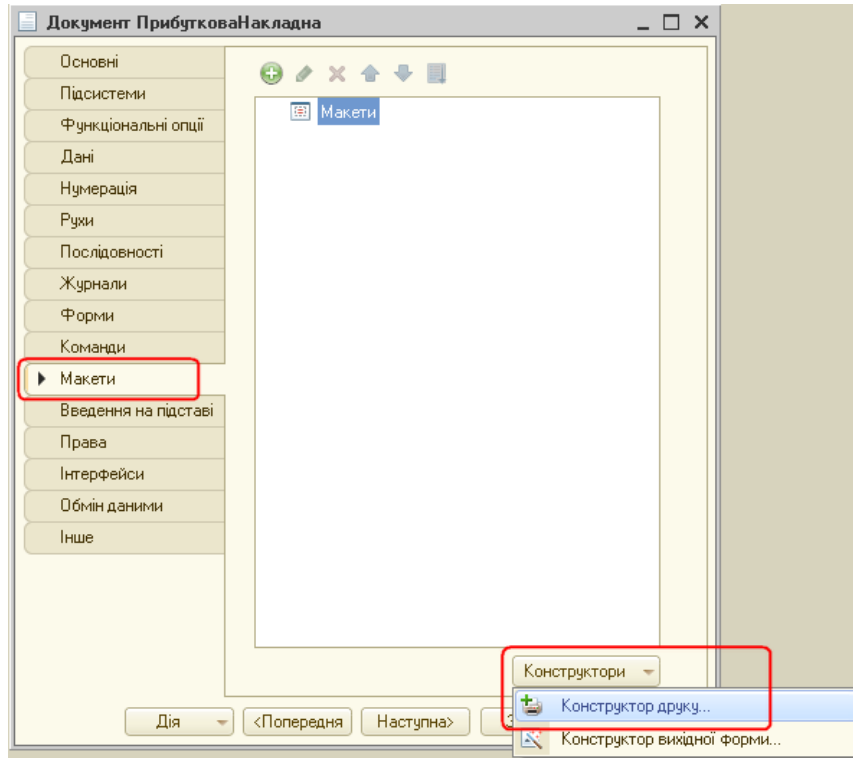 Документ ПрибутковаНакладна
Основні
Підсистеми
Функціональні опції
Дані
Нумерація
Рухи
Послідовності
Журнали
Форми
Команди
Макети
Введення на підставі
Права
Інтерфейси
Обмін даними
Інше
Макети
Конструктори
Конструктор друку...
Конструктор вихідної форми...
Дія
<Попередня
Наступна>